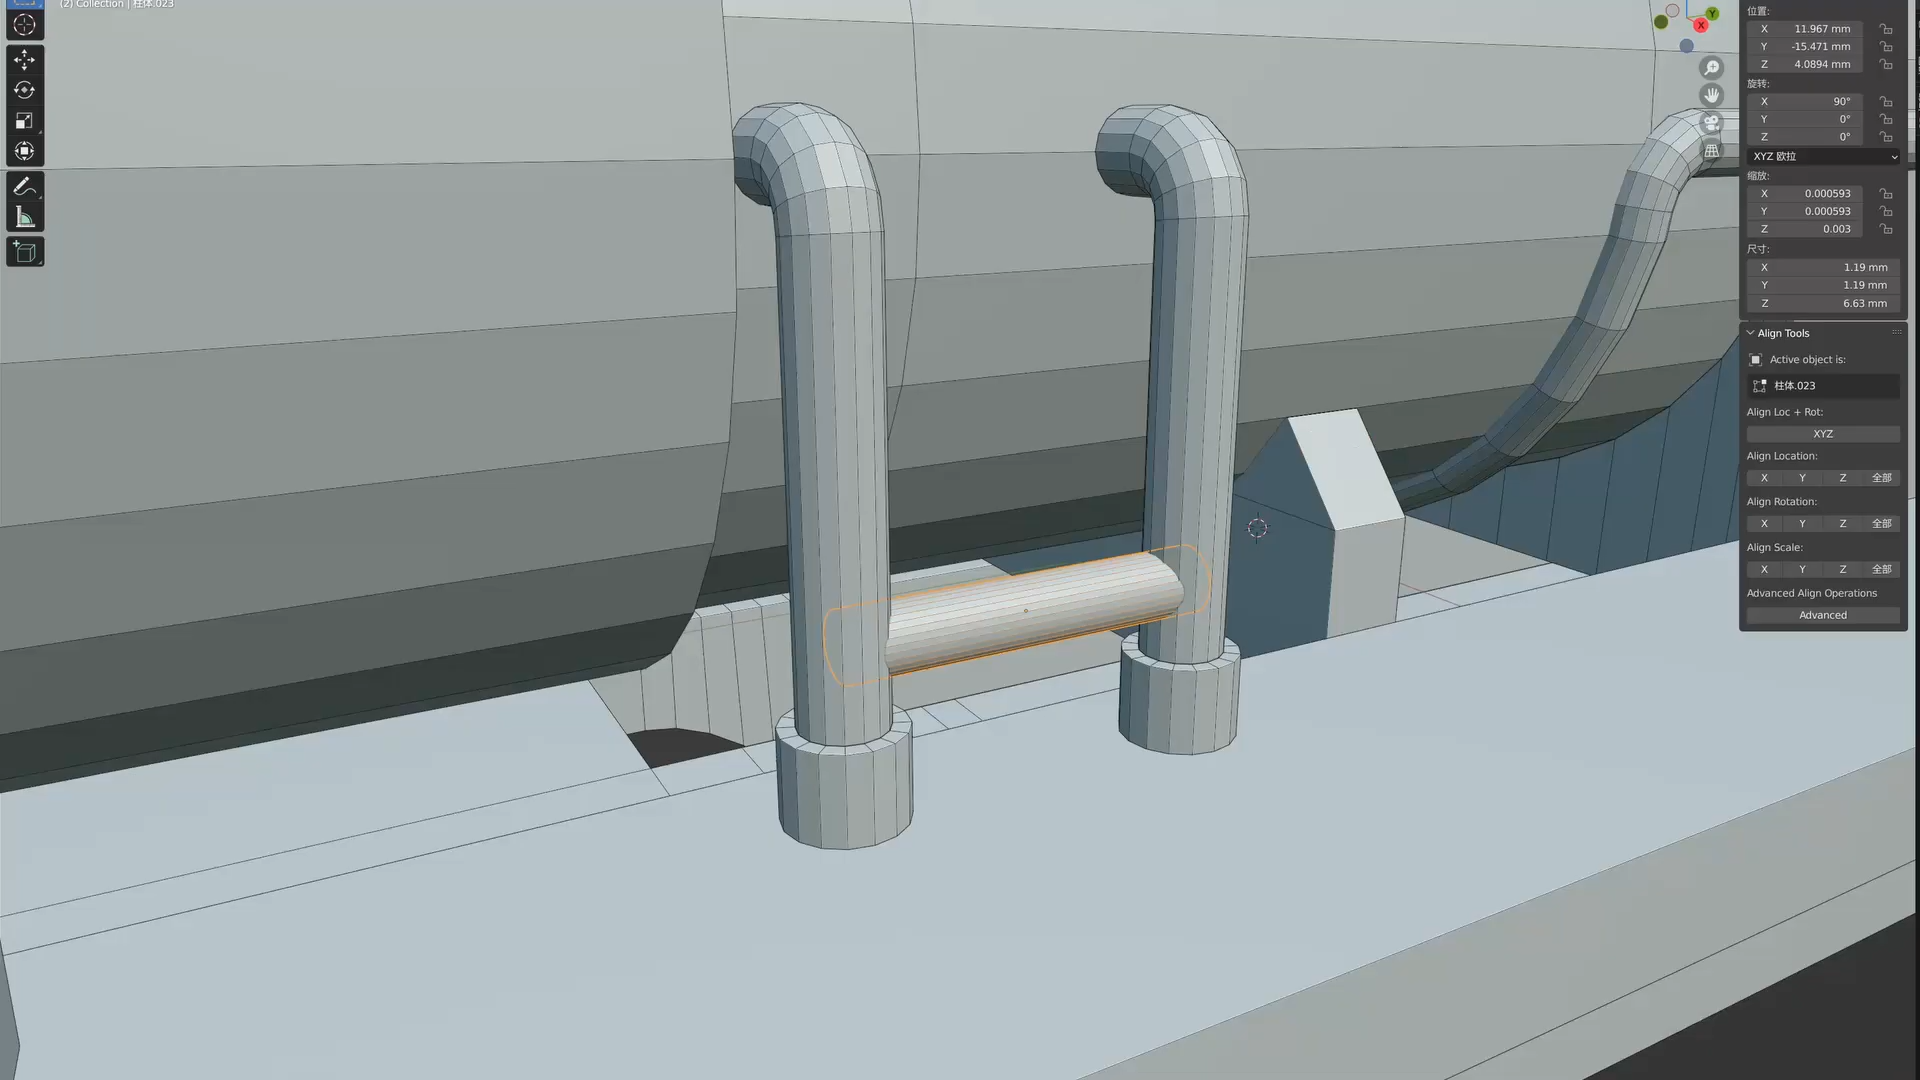 (2) Collection | 柱体.023
Y
X
位置:
X 11.967 mm
Y -15.471 mm
Z 4.0894 mm
旋转:
X 90°
Y 0°
Z 0°
XYZ 欧拉
缩放:
X 0.000593
Y 0.000593
Z 0.003
尺寸:
X 1.19 mm
Y 1.19 mm
Z 6.63 mm
Align Tools
Active object is:
柱体.023
Align Loc + Rot:
XYZ
Align Location:
X Y Z 全部
Align Rotation:
X Y Z 全部
Align Scale:
X Y Z 全部
Advanced Align Operations
Advanced